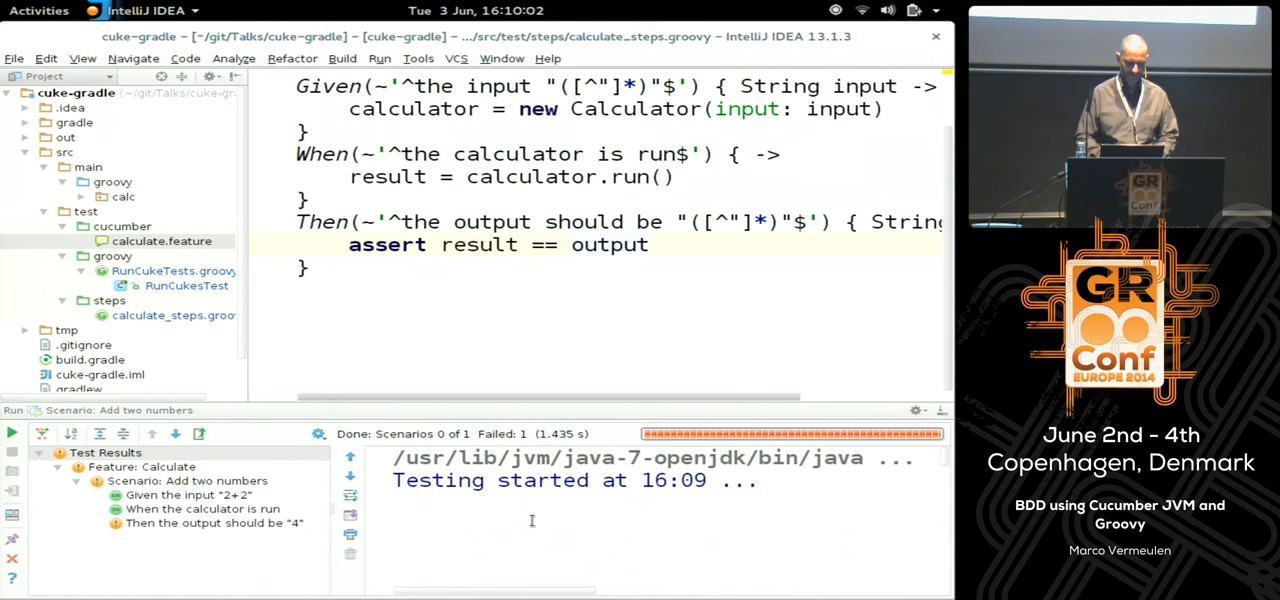 Activities
IntelliJ IDEA
Tue 3 Jun, 16:10:02
cuke-gradle - [~/git/Talks/cuke-gradle] - [cuke-gradle] - .../src/test/steps/calculate_steps.groovy - IntelliJ IDEA 13.1.3
File Edit View Navigate Code Analyze Refactor Build Run Tools VCS Window Help
Project
cuke-gradle (~/git/Talks/cuke-gr
.idea
gradle
out
src
main
groovy
calc
test
cucumber
calculate.feature
groovy
RunCukeTests.groovy
RunCukesTest
steps
calculate_steps.groo
tmp
.gitignore
build.gradle
cuke-gradle.iml
gradlew
Given(~'^the input "([^"]*)"$') { String input ->
calculator = new Calculator(input: input)
}
When(~'^the calculator is run$') { ->
result = calculator.run()
}
Then(~'^the output should be "([^"]*)"$') { String
assert result == output
}
Run Scenario: Add two numbers
Done: Scenarios 0 of 1 Failed: 1 (1.435 s)
Test Results
Feature: Calculate
Scenario: Add two numbers
Given the input "2+2"
When the calculator is run
Then the output should be "4"
/usr/lib/jvm/java-7-openjdk/bin/java ...
Testing started at 16:09 ...
GR
Conf
GR
Conf
EUROPE 2014
June 2nd - 4th
Copenhagen, Denmark
BDD using Cucumber JVM and
Groovy
Marco Vermeulen